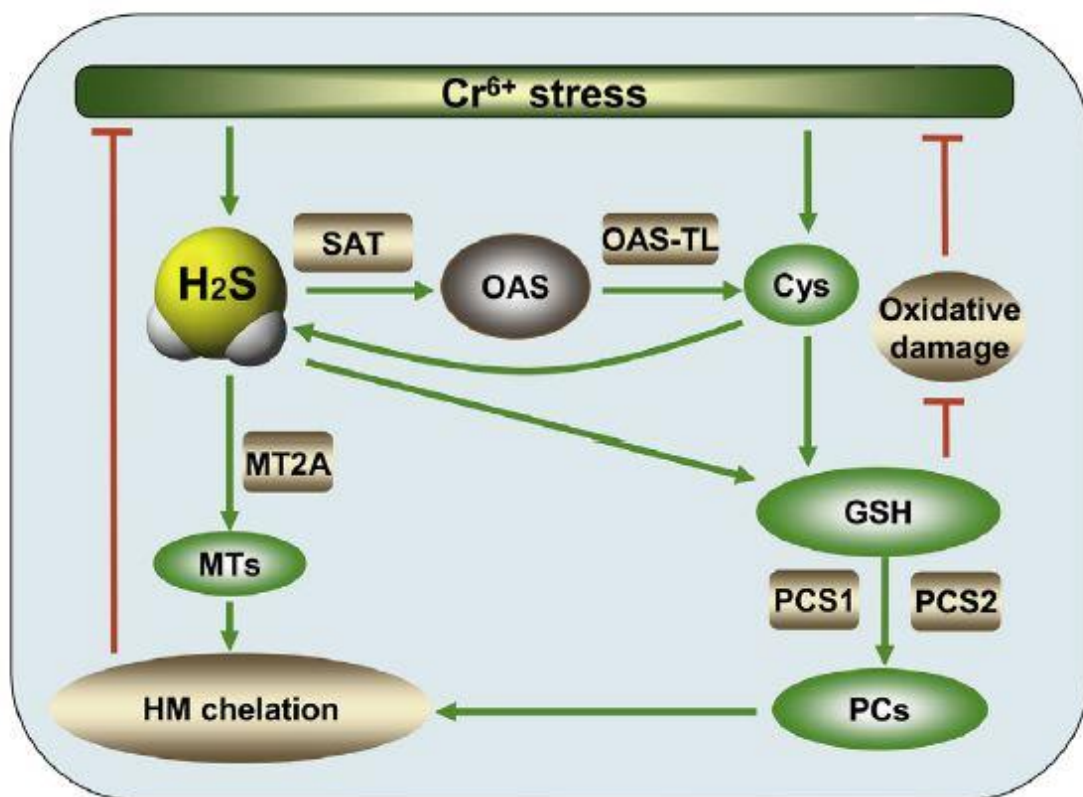 Cr⁶⁺ stress
SAT
OAS-TL
H₂S
OAS
Cys
Oxidative
damage
MT2A
GSH
MTs
PCS1
PCS2
HM chelation
PCs